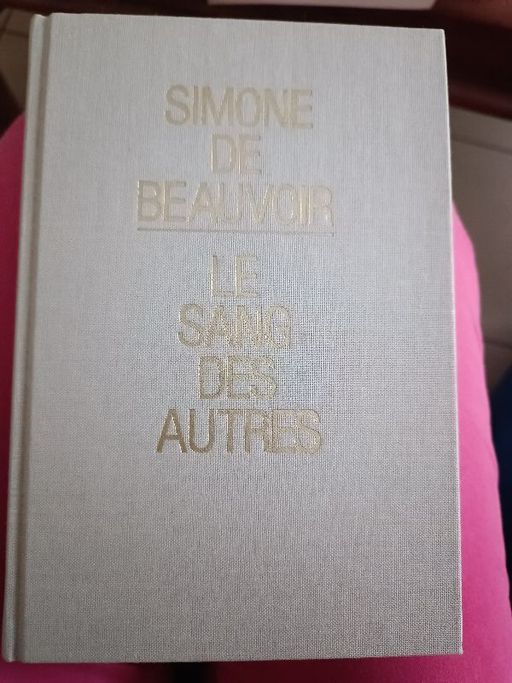 SIMONE
DE
BEAUVOIR
LE
SANG
DES
AUTRES